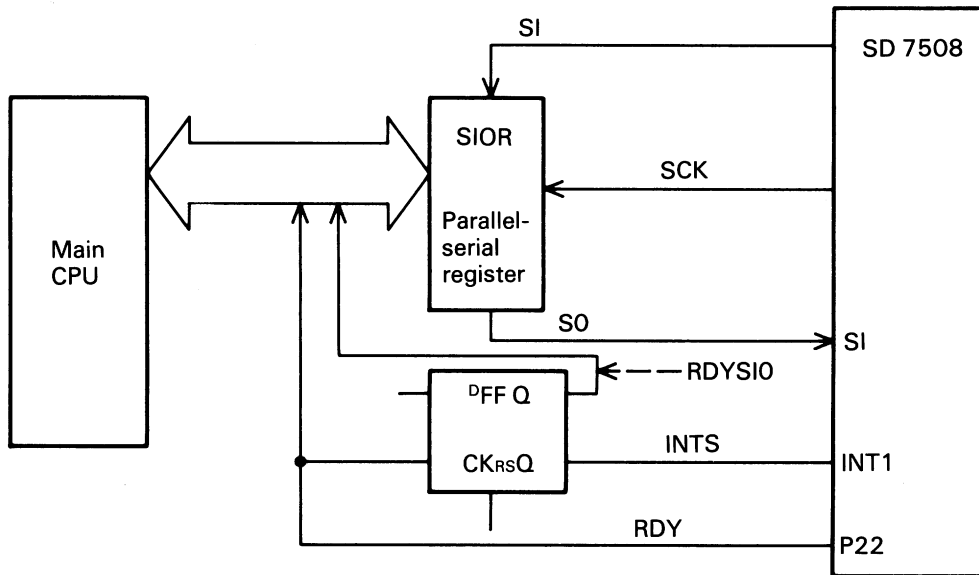 SI
SD 7508
SIOR
SCK
Main
CPU
Parallel-
serial
register
SO
SI
RDYSIO
DFF Q
CKRSQ
INTS
INT1
RDY
P22